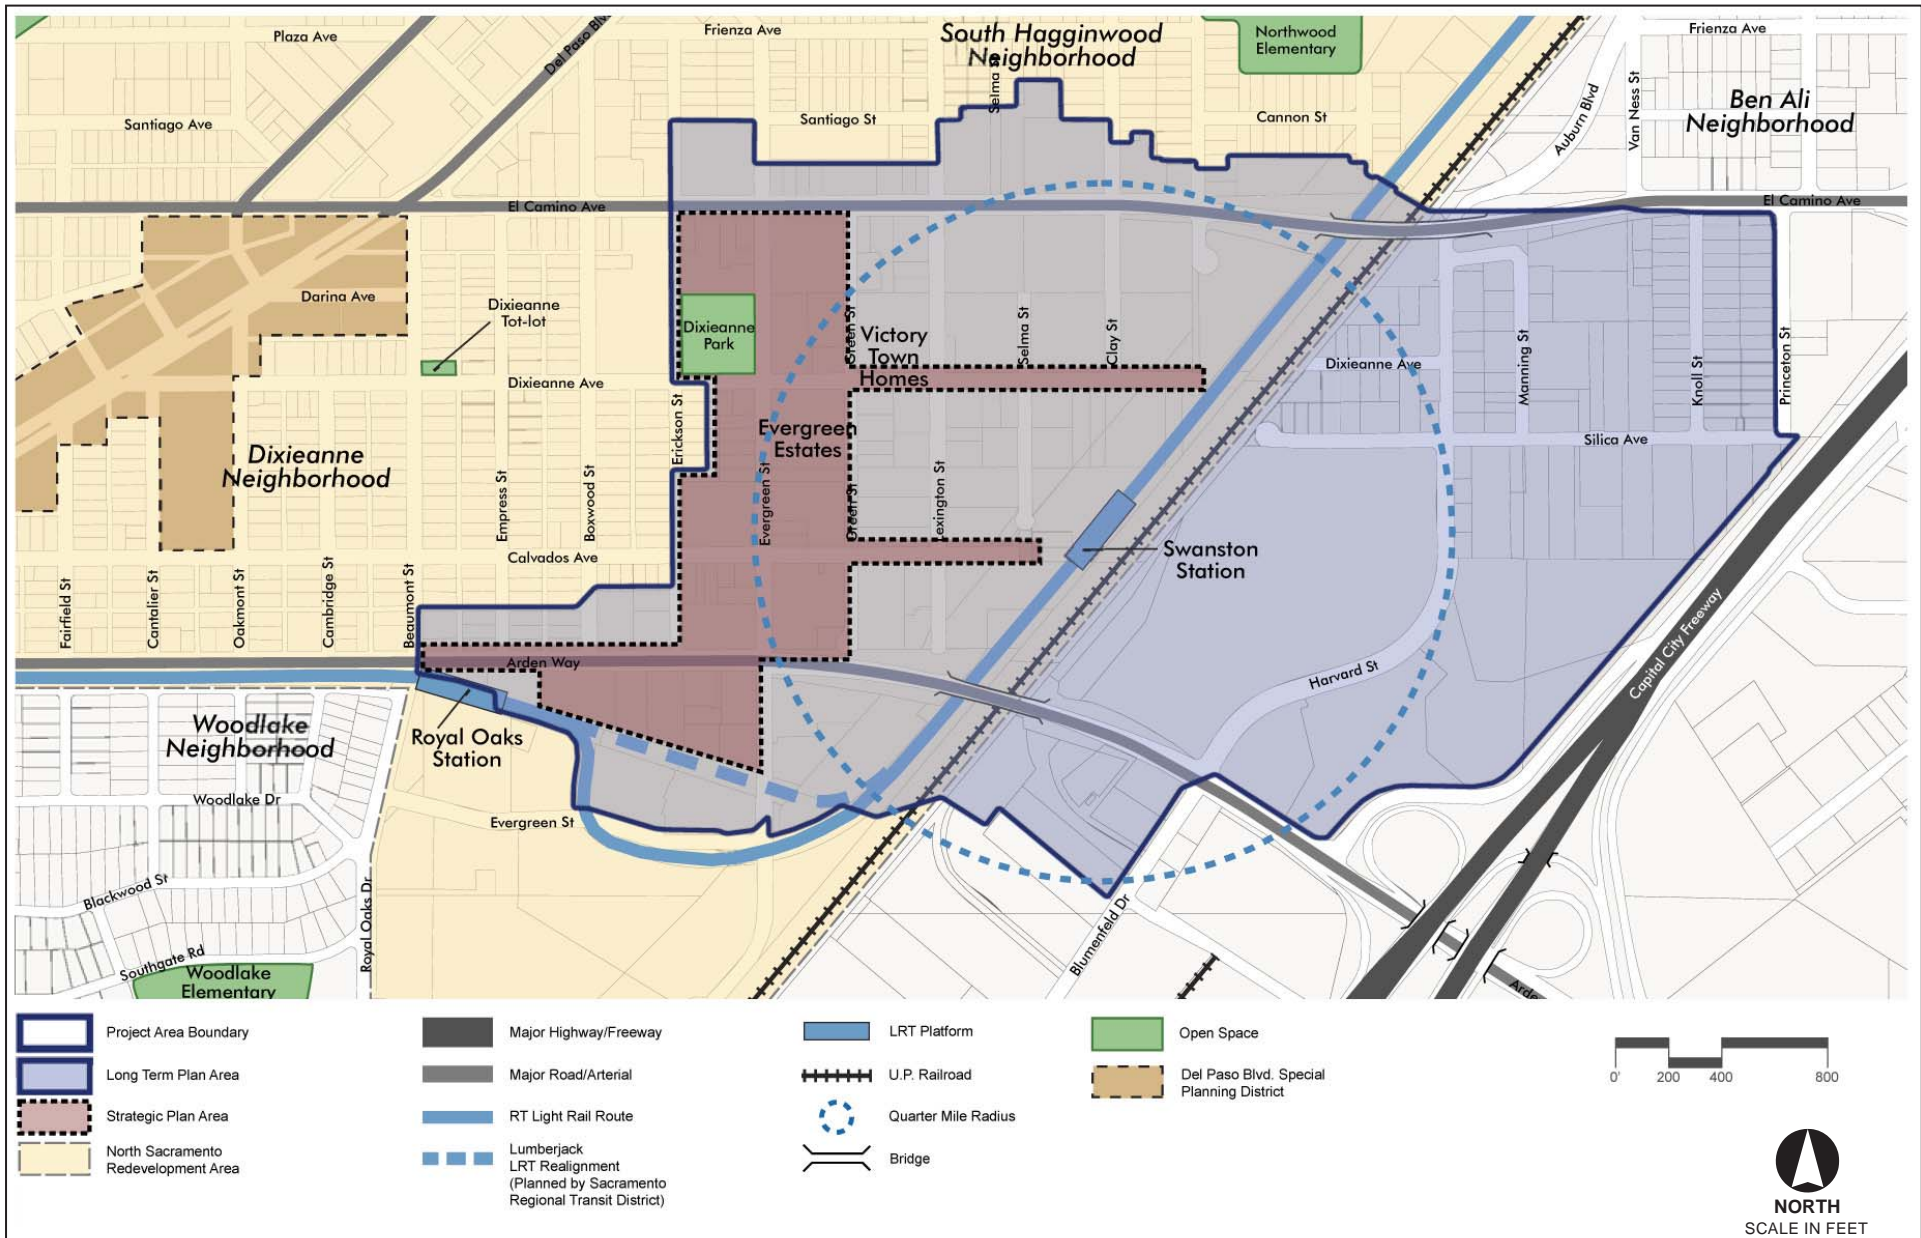 Plaza Ave
Del Paso Blvd
Frienza Ave
South Hagginwood
Neighborhood
Northwood
Elementary
Frienza Ave
Santiago Ave
Santiago St
Selma St
Cannon St
Auburn Blvd
Van Ness St
Ben Ali
Neighborhood
El Camino Ave
El Camino Ave
Darina Ave
Dixieanne
Tot-lot
Dixieanne
Park
Green St
Victory
Town
Homes
Selma St
Clay St
Dixieanne Ave
Manning St
Knoll St
Princeton St
Dixieanne Ave
Erickson St
Evergreen
Estates
Silica Ave
Dixieanne
Neighborhood
Empress St
Boxwood St
Evergreen St
Green St
Lexington St
Calvados Ave
Swanston
Station
Fairfield St
Cantalier St
Oakmont St
Cambridge St
Beaumont St
Arden Way
Harvard St
Capital City Freeway
Woodlake
Neighborhood
Royal Oaks
Station
Woodlake Dr
Evergreen St
Blackwood St
Royal Oaks Dr
Southgate Rd
Woodlake
Elementary
Blumenfeld Dr
Arde
Project Area Boundary
Long Term Plan Area
Strategic Plan Area
North Sacramento
Redevelopment Area
Major Highway/Freeway
Major Road/Arterial
RT Light Rail Route
Lumberjack
LRT Realignment
(Planned by Sacramento
Regional Transit District)
LRT Platform
U.P. Railroad
Quarter Mile Radius
Bridge
Open Space
Del Paso Blvd. Special
Planning District
0' 200 400 800
NORTH
SCALE IN FEET